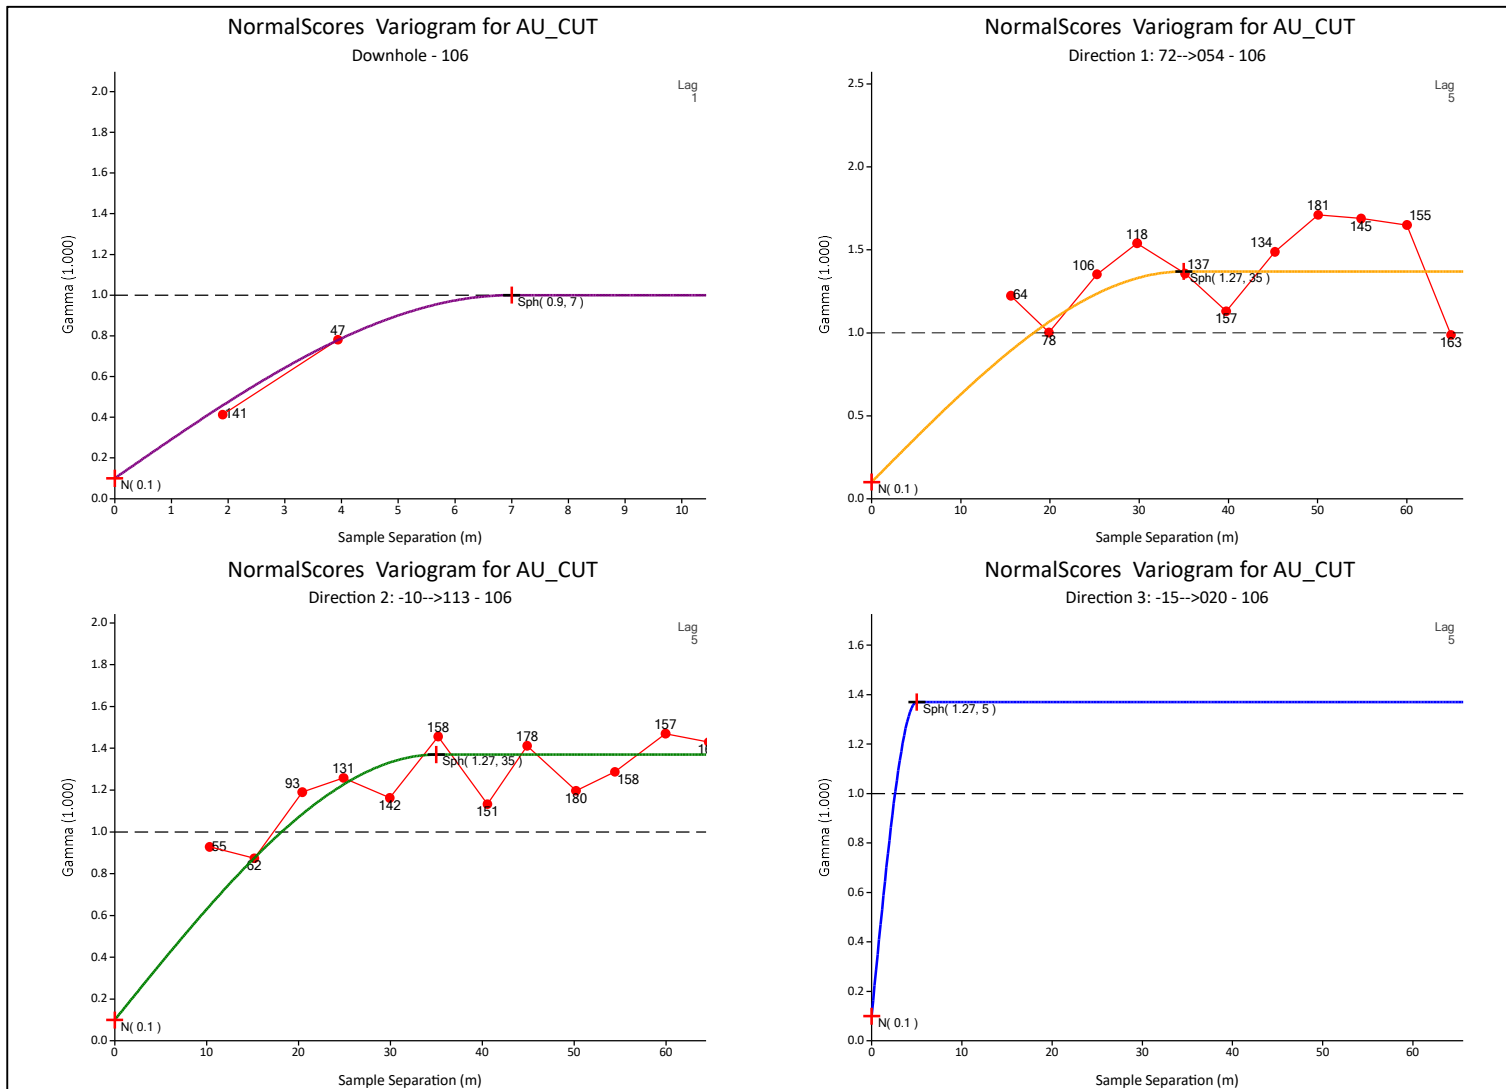 NormalScores Variogram for AU_CUT
Downhole - 106
Lag
1
2.0
1.8
1.6
1.4
1.2
1.0
0.8
0.6
0.4
0.2
0.0
Gamma (1.000)
47
141
Sph( 0.9, 7 )
N( 0.1 )
0 1 2 3 4 5 6 7 8 9 10
Sample Separation (m)
NormalScores Variogram for AU_CUT
Direction 1: 72-->054 - 106
Lag
5
2.5
2.0
1.5
1.0
0.5
0.0
Gamma (1.000)
64
78
106
118
137
Sph( 1.27, 35 )
157
134
181
145
155
163
N( 0.1 )
0 10 20 30 40 50 60
Sample Separation (m)
NormalScores Variogram for AU_CUT
Direction 2: -10-->113 - 106
Lag
5
2.0
1.8
1.6
1.4
1.2
1.0
0.8
0.6
0.4
0.2
0.0
Gamma (1.000)
55
62
93
131
142
158
Sph( 1.27, 35 )
151
178
180
158
157
N( 0.1 )
0 10 20 30 40 50 60
Sample Separation (m)
NormalScores Variogram for AU_CUT
Direction 3: -15-->020 - 106
Lag
5
1.6
1.4
1.2
1.0
0.8
0.6
0.4
0.2
0.0
Gamma (1.000)
Sph( 1.27, 5 )
N( 0.1 )
0 10 20 30 40 50 60
Sample Separation (m)